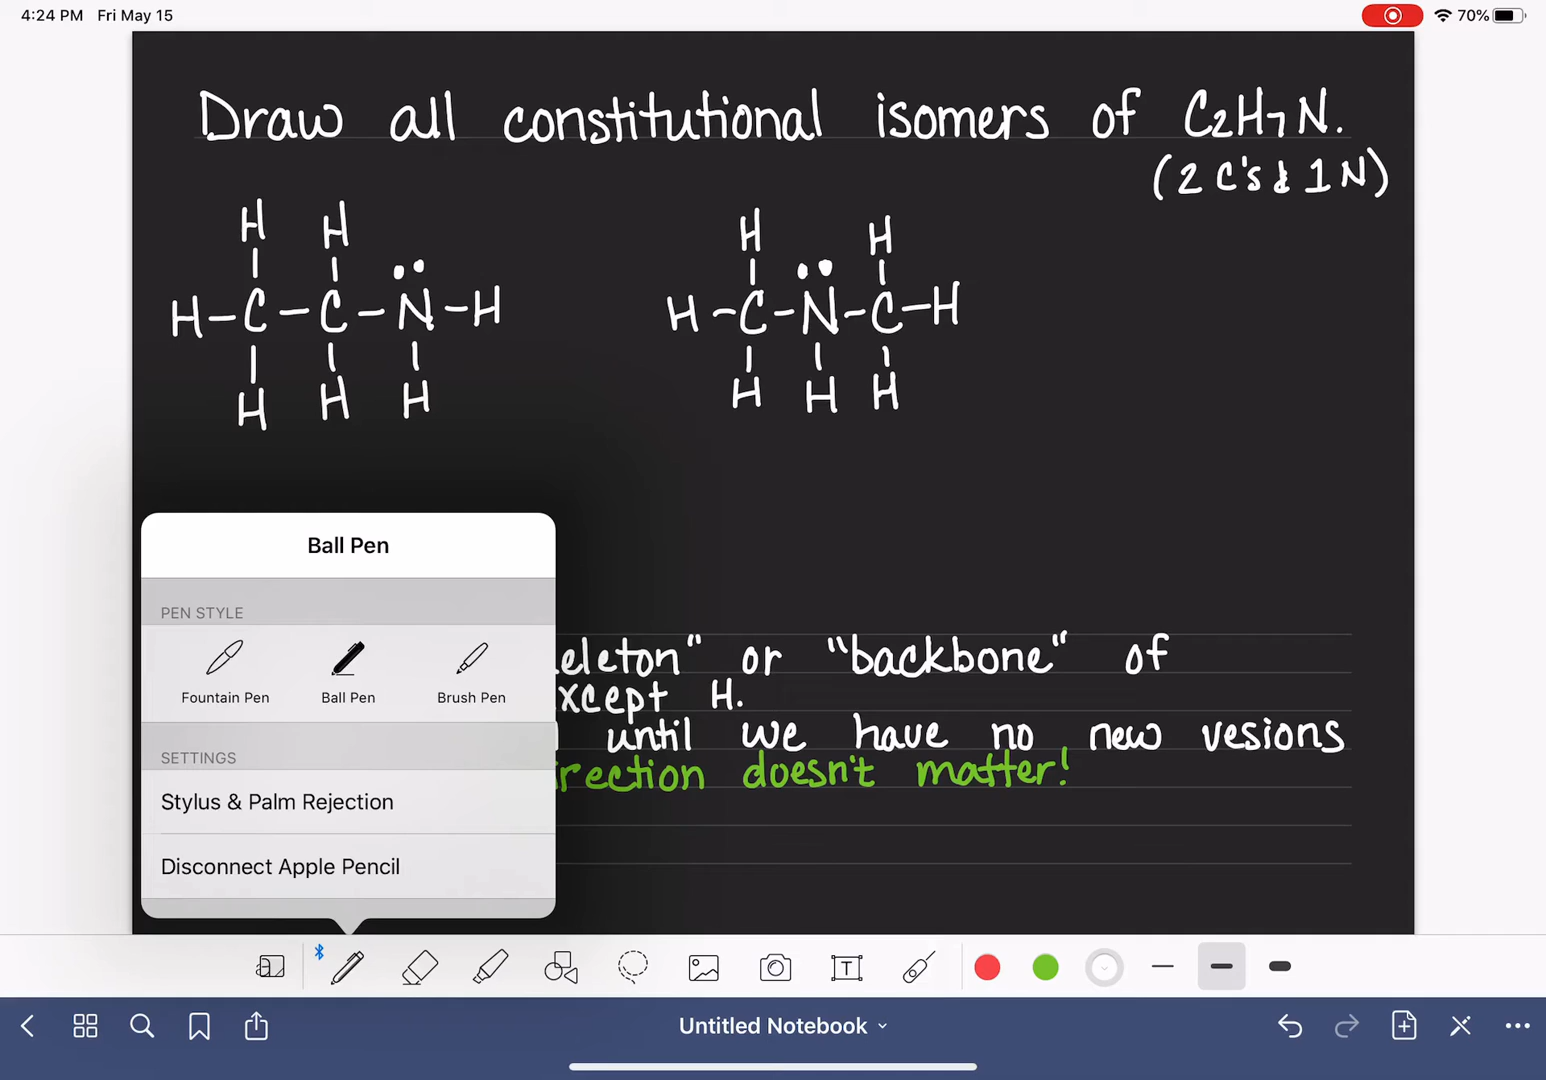 4:24 PM Fri May 15
70%
Draw all constitutional isomers of C2H7N.
(2 C's & 1 N)
H H
H-C-C-N-H
H H H
H H
H-C-N-C-H
H H H
Ball Pen
PEN STYLE
Fountain Pen Ball Pen Brush Pen
SETTINGS
Stylus & Palm Rejection
Disconnect Apple Pencil
eleton" or "backbone" of
xcept H.
until we have no new vesions
irection doesn't matter!
T
Untitled Notebook